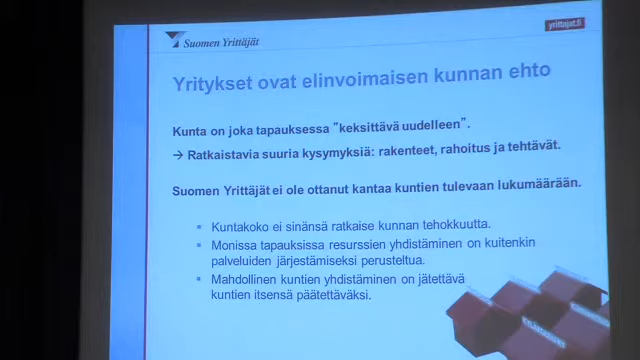 Suomen Yrittäjät
yrittajat.fi
Yritykset ovat elinvoimaisen kunnan ehto
Kunta on joka tapauksessa ”keksittävä uudelleen”.
→ Ratkaistavia suuria kysymyksiä: rakenteet, rahoitus ja tehtävät.
Suomen Yrittäjät ei ole ottanut kantaa kuntien tulevaan lukumäärään.
▪ Kuntakoko ei sinänsä ratkaise kunnan tehokkuutta.
▪ Monissa tapauksissa resurssien yhdistäminen on kuitenkin
palveluiden järjestämiseksi perusteltua.
▪ Mahdollinen kuntien yhdistäminen on jätettävä
kuntien itsensä päätettäväksi.